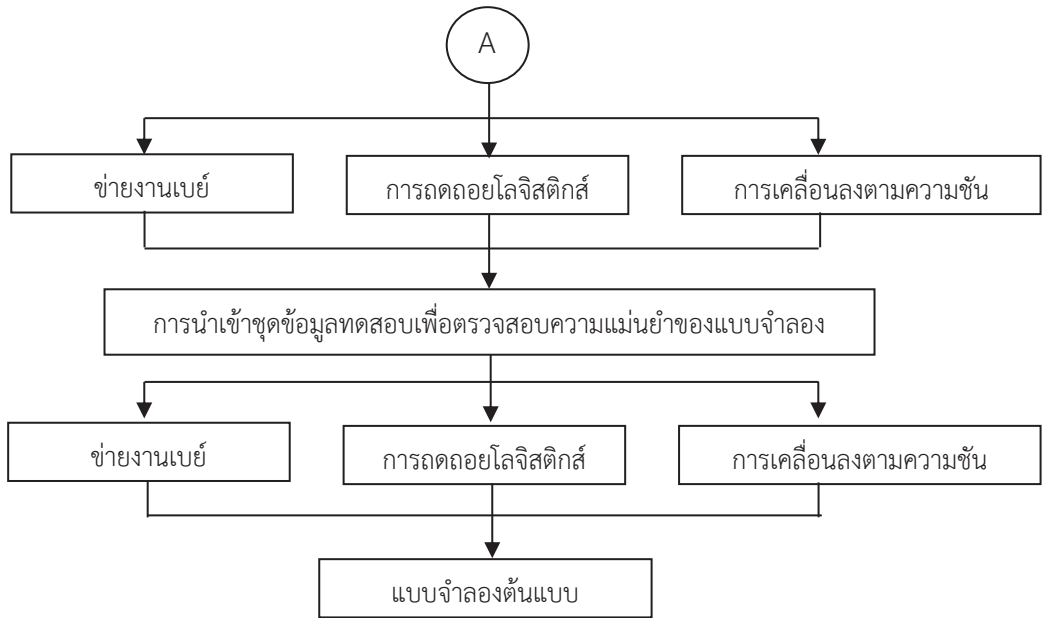 A
ข่ายงานเบย์
การถดถอยโลจิสติกส์
การเคลื่อนลงตามความชัน
การนำเข้าชุดข้อมูลทดสอบเพื่อตรวจสอบความแม่นยำของแบบจำลอง
ข่ายงานเบย์
การถดถอยโลจิสติกส์
การเคลื่อนลงตามความชัน
แบบจำลองต้นแบบ